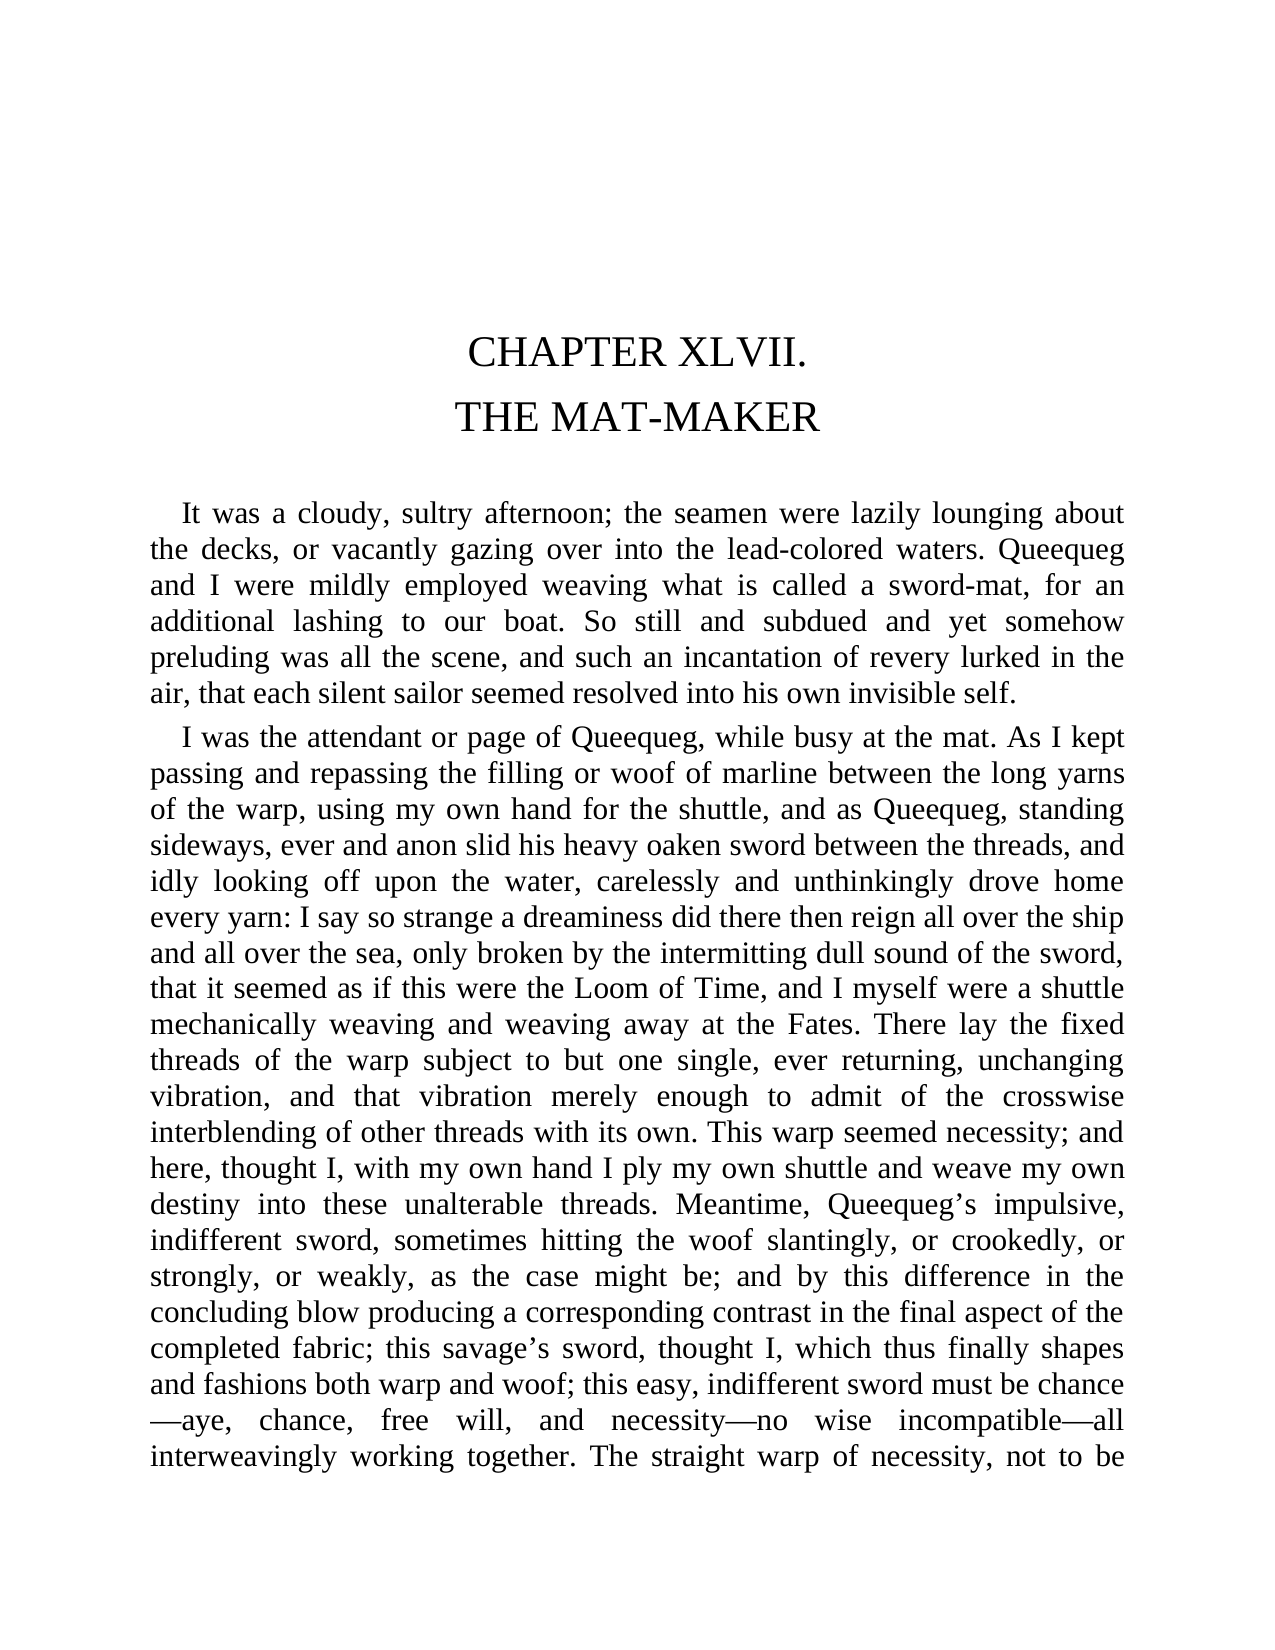 CHAPTER XLVII.
THE MAT-MAKER
It was a cloudy, sultry afternoon; the seamen were lazily lounging about
the decks, or vacantly gazing over into the lead-colored waters. Queequeg
and I were mildly employed weaving what is called a sword-mat, for an
additional lashing to our boat. So still and subdued and yet somehow
preluding was all the scene, and such an incantation of revery lurked in the
air, that each silent sailor seemed resolved into his own invisible self.
I was the attendant or page of Queequeg, while busy at the mat. As I kept
passing and repassing the filling or woof of marline between the long yarns
of the warp, using my own hand for the shuttle, and as Queequeg, standing
sideways, ever and anon slid his heavy oaken sword between the threads, and
idly looking off upon the water, carelessly and unthinkingly drove home
every yarn: I say so strange a dreaminess did there then reign all over the ship
and all over the sea, only broken by the intermitting dull sound of the sword,
that it seemed as if this were the Loom of Time, and I myself were a shuttle
mechanically weaving and weaving away at the Fates. There lay the fixed
threads of the warp subject to but one single, ever returning, unchanging
vibration, and that vibration merely enough to admit of the crosswise
interblending of other threads with its own. This warp seemed necessity; and
here, thought I, with my own hand I ply my own shuttle and weave my own
destiny into these unalterable threads. Meantime, Queequeg’s impulsive,
indifferent sword, sometimes hitting the woof slantingly, or crookedly, or
strongly, or weakly, as the case might be; and by this difference in the
concluding blow producing a corresponding contrast in the final aspect of the
completed fabric; this savage’s sword, thought I, which thus finally shapes
and fashions both warp and woof; this easy, indifferent sword must be chance
—aye, chance, free will, and necessity—no wise incompatible—all
interweavingly working together. The straight warp of necessity, not to be